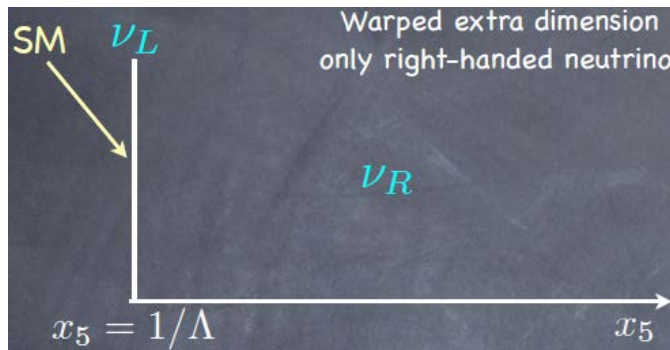 Warped extra dimension
only right-handed neutrino
SM
ν_L
ν_R
x_5 = 1/Λ
x_5